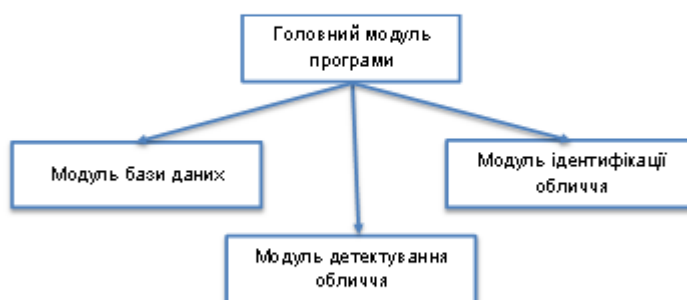 Головний модуль
програми
Модуль бази даних
Модуль ідентифікації
обличчя
Модуль детектування
обличчя